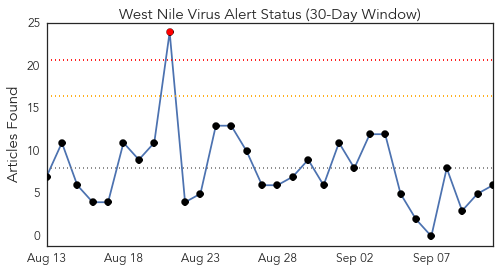 West Nile Virus Alert Status (30-Day Window)
Articles Found
25
20
15
10
5
0
Aug 13 Aug 18 Aug 23 Aug 28 Sep 02 Sep 07